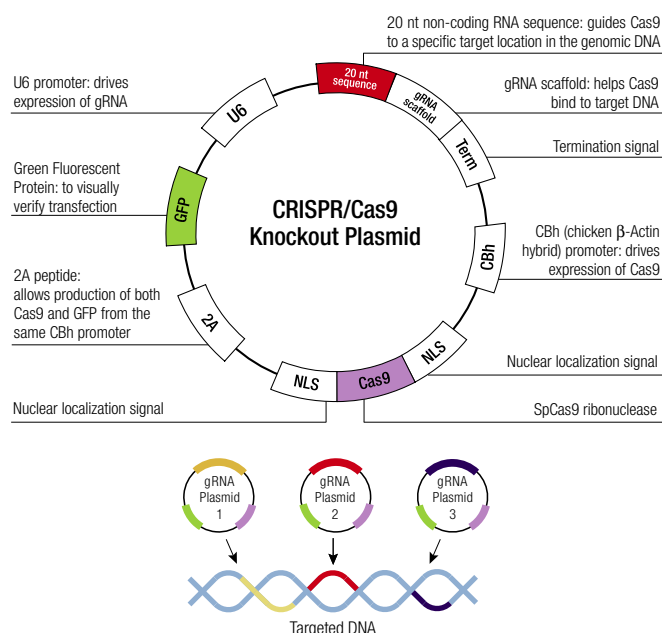 20 nt non-coding RNA sequence: guides Cas9
to a specific target location in the genomic DNA
U6 promoter: drives
expression of gRNA
20 nt
sequence
gRNA
scaffold
gRNA scaffold: helps Cas9
bind to target DNA
U6
Term
Termination signal
Green Fluorescent
Protein: to visually
verify transfection
GFP
CRISPR/Cas9
Knockout Plasmid
CBh
CBh (chicken β-Actin
hybrid) promoter: drives
expression of Cas9
2A peptide:
allows production of both
Cas9 and GFP from the
same CBh promoter
2A
NLS
Cas9
NLS
Nuclear localization signal
Nuclear localization signal
SpCas9 ribonuclease
gRNA
Plasmid
1
gRNA
Plasmid
2
gRNA
Plasmid
3
Targeted DNA